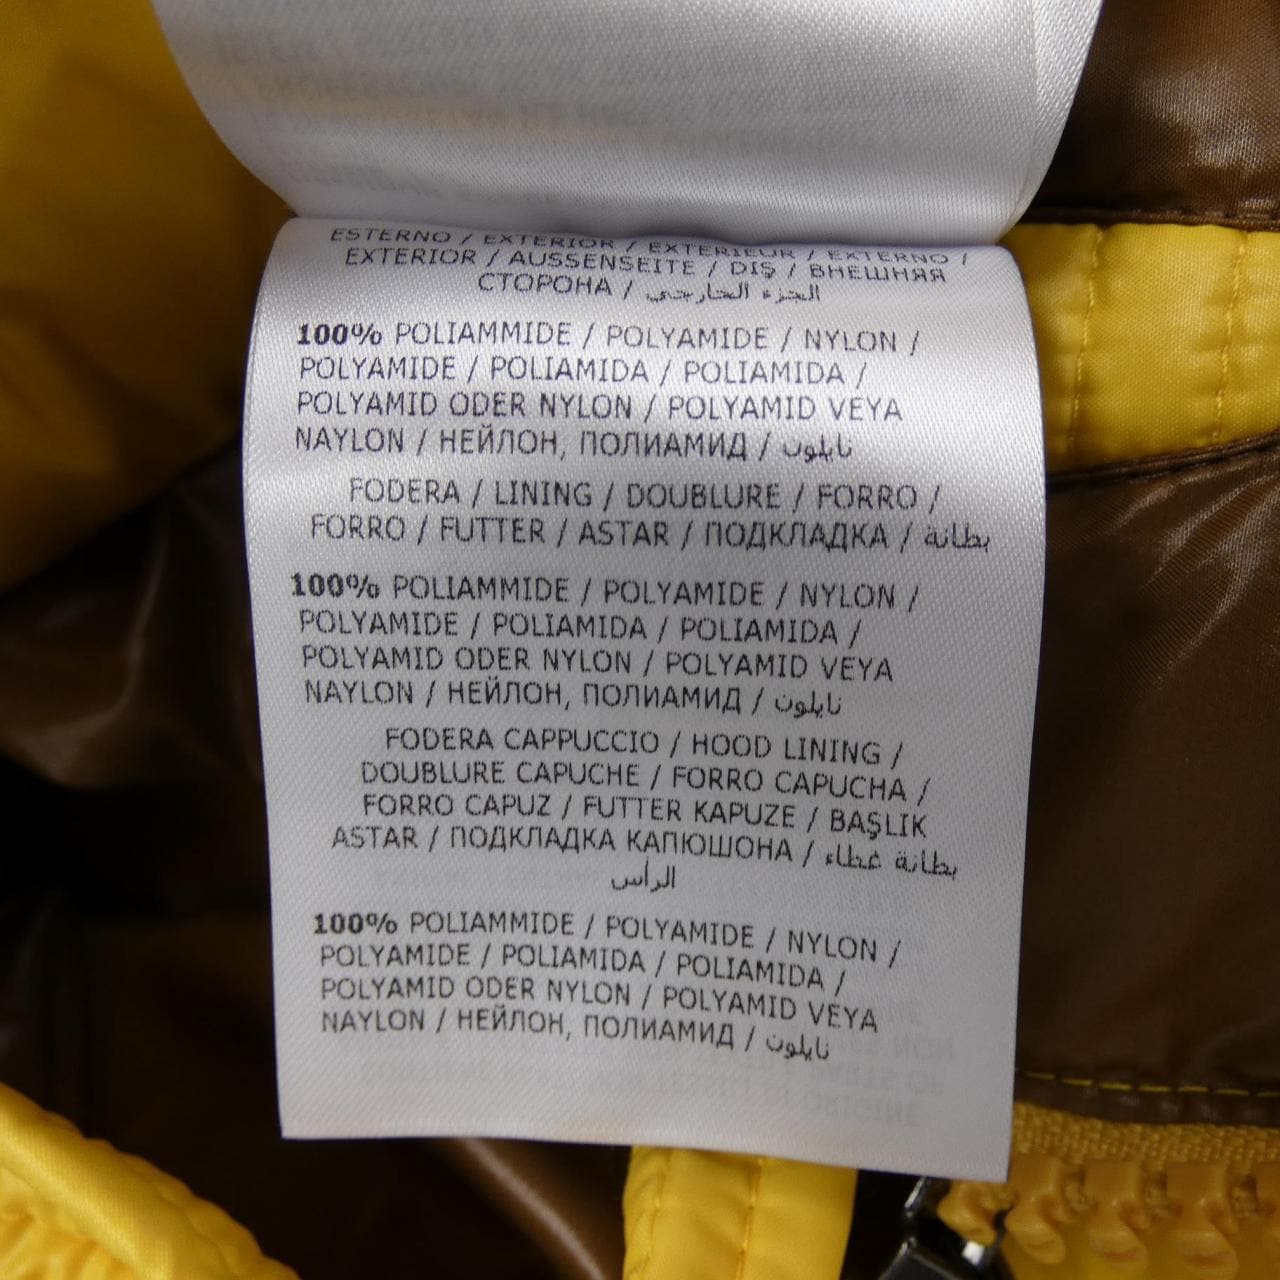 ESTERNO / EXTERIOR / EXTERIEUR / EXTERNO /
EXTERIOR / AUSSENSEITE / DIŞ / ВНЕШНЯЯ
СТОРОНА / الجزء الخارجي
100% POLIAMMIDE / POLYAMIDE / NYLON /
POLYAMIDE / POLIAMIDA / POLIAMIDA /
POLYAMID ODER NYLON / POLYAMID VEYA
NAYLON / НЕЙЛОН, ПОЛИАМИД / نايلون
FODERA / LINING / DOUBLURE / FORRO /
FORRO / FUTTER / ASTAR / ПОДКЛАДКА / بطانة
100% POLIAMMIDE / POLYAMIDE / NYLON /
POLYAMIDE / POLIAMIDA / POLIAMIDA /
POLYAMID ODER NYLON / POLYAMID VEYA
NAYLON / НЕЙЛОН, ПОЛИАМИД / نايلون
FODERA CAPPUCCIO / HOOD LINING /
DOUBLURE CAPUCHE / FORRO CAPUCHA /
FORRO CAPUZ / FUTTER KAPUZE / BAŞLIK
ASTAR / ПОДКЛАДКА КАПЮШОНА / بطانة غطاء
الرأس
100% POLIAMMIDE / POLYAMIDE / NYLON /
POLYAMIDE / POLIAMIDA / POLIAMIDA /
POLYAMID ODER NYLON / POLYAMID VEYA
NAYLON / НЕЙЛОН, ПОЛИАМИД / نايلون